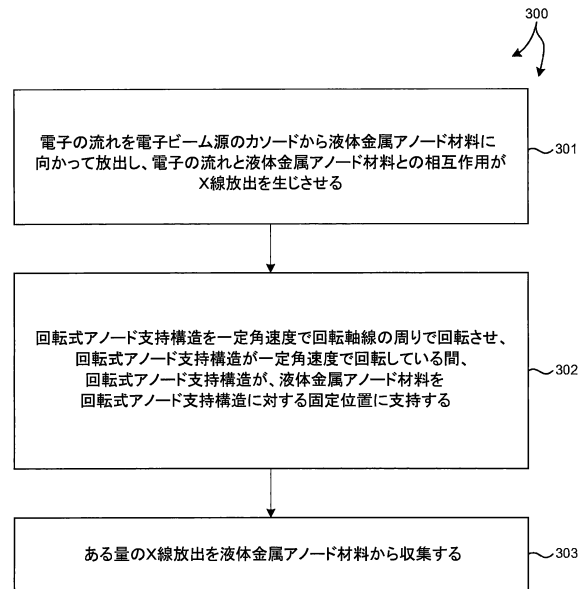 300
電子の流れを電子ビーム源のカソードから液体金属アノード材料に
向かって放出し、電子の流れと液体金属アノード材料との相互作用が
X線放出を生じさせる
301
回転式アノード支持構造を一定角速度で回転軸線の周りで回転させ、
回転式アノード支持構造が一定角速度で回転している間、
回転式アノード支持構造が、液体金属アノード材料を
回転式アノード支持構造に対する固定位置に支持する
302
ある量のX線放出を液体金属アノード材料から収集する
303